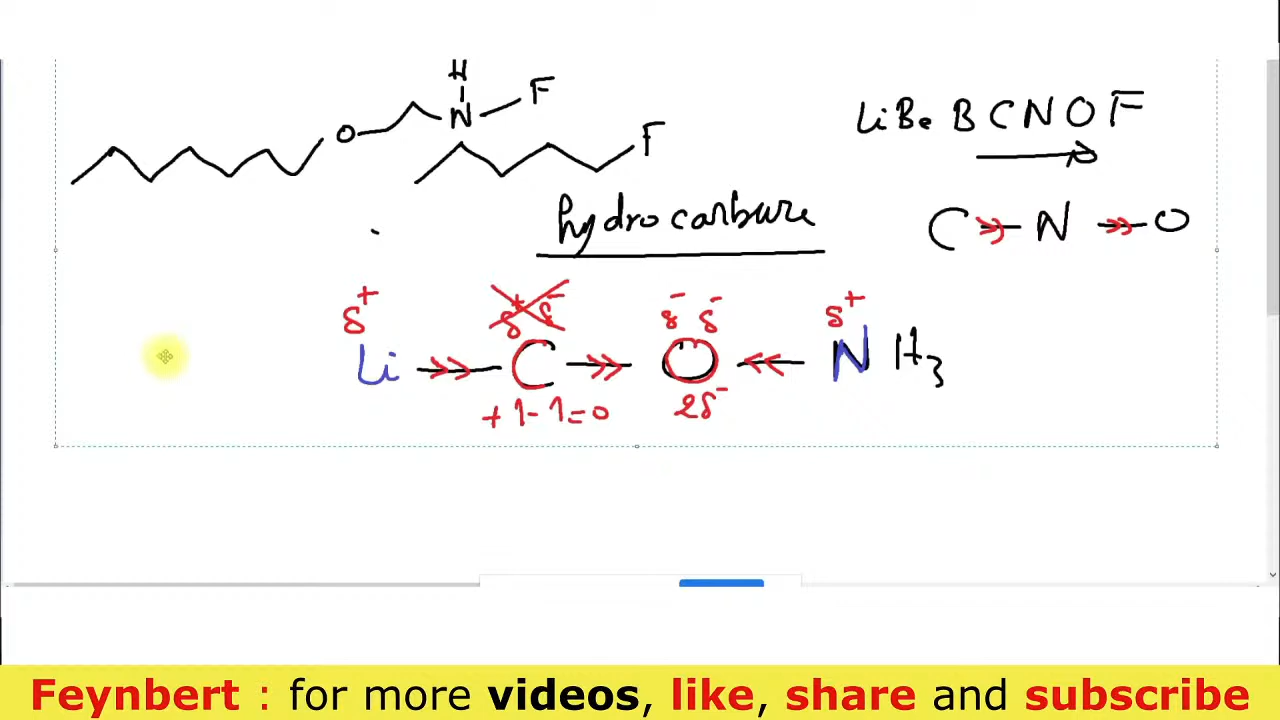 H
N F
O
F
Li Be B C N O F
hydrocarbure
C N O
δ+ δ+ δ- δ- δ- δ+
Li C O N H3
+1-1=0 2δ-
Feynbert : for more videos, like, share and subscribe